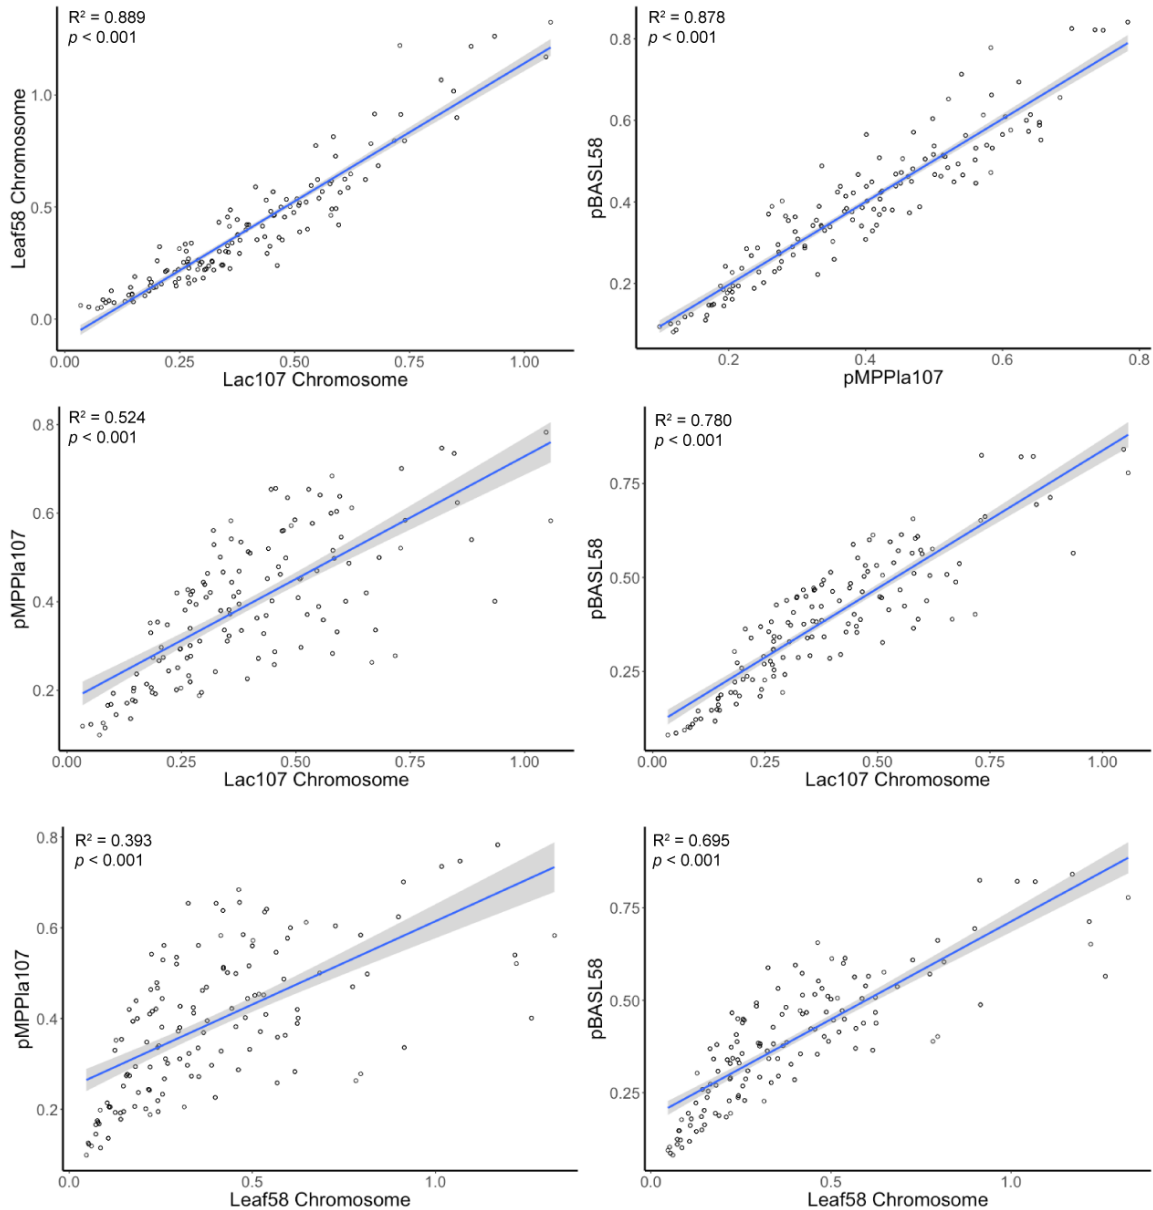 R² = 0.889
p < 0.001
Leaf58 Chromosome
1.0
0.5
0.0
0.00
0.25
0.50
0.75
1.00
Lac107 Chromosome
R² = 0.878
p < 0.001
pBASL58
0.8
0.6
0.4
0.2
0.2
0.4
0.6
0.8
pMPPla107
R² = 0.524
p < 0.001
pMPPla107
0.8
0.6
0.4
0.2
0.00
0.25
0.50
0.75
1.00
Lac107 Chromosome
R² = 0.780
p < 0.001
pBASL58
0.75
0.50
0.25
0.00
0.25
0.50
0.75
1.00
Lac107 Chromosome
R² = 0.393
p < 0.001
pMPPla107
0.8
0.6
0.4
0.2
0.0
0.5
1.0
Leaf58 Chromosome
R² = 0.695
p < 0.001
pBASL58
0.75
0.50
0.25
0.0
0.5
1.0
Leaf58 Chromosome